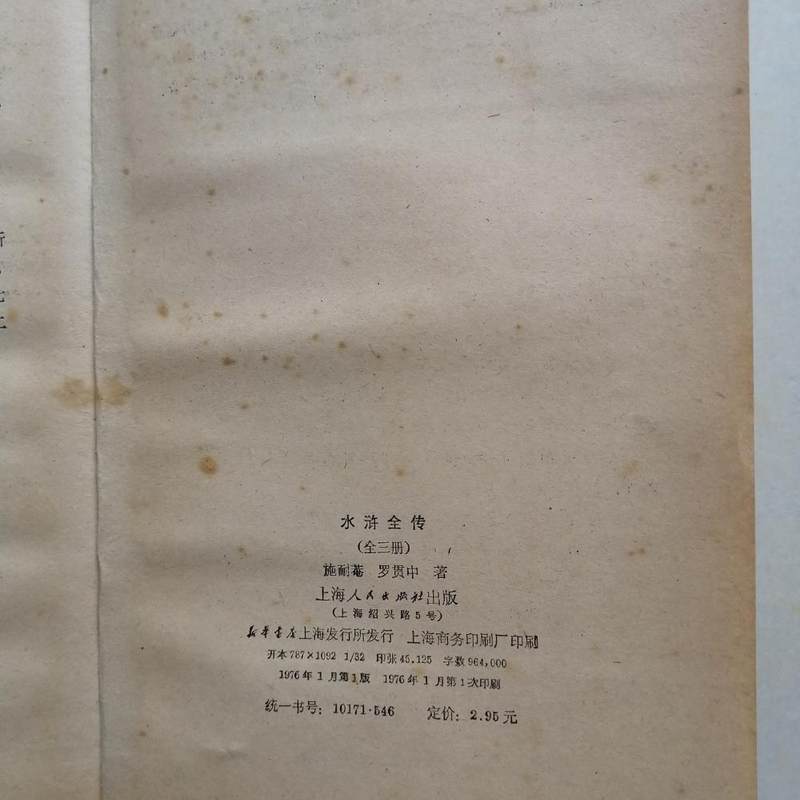 水浒全传
（全三册）
施耐菴 罗贯中 著
上海人民出版社出版
（上海绍兴路5号）
新华书店上海发行所发行 上海商务印刷厂印刷
开本787×1092 1/32 印张45.125 字数964,000
1976年1月第1版 1976年1月第1次印刷
统一书号：10171·546 定价：2.95元